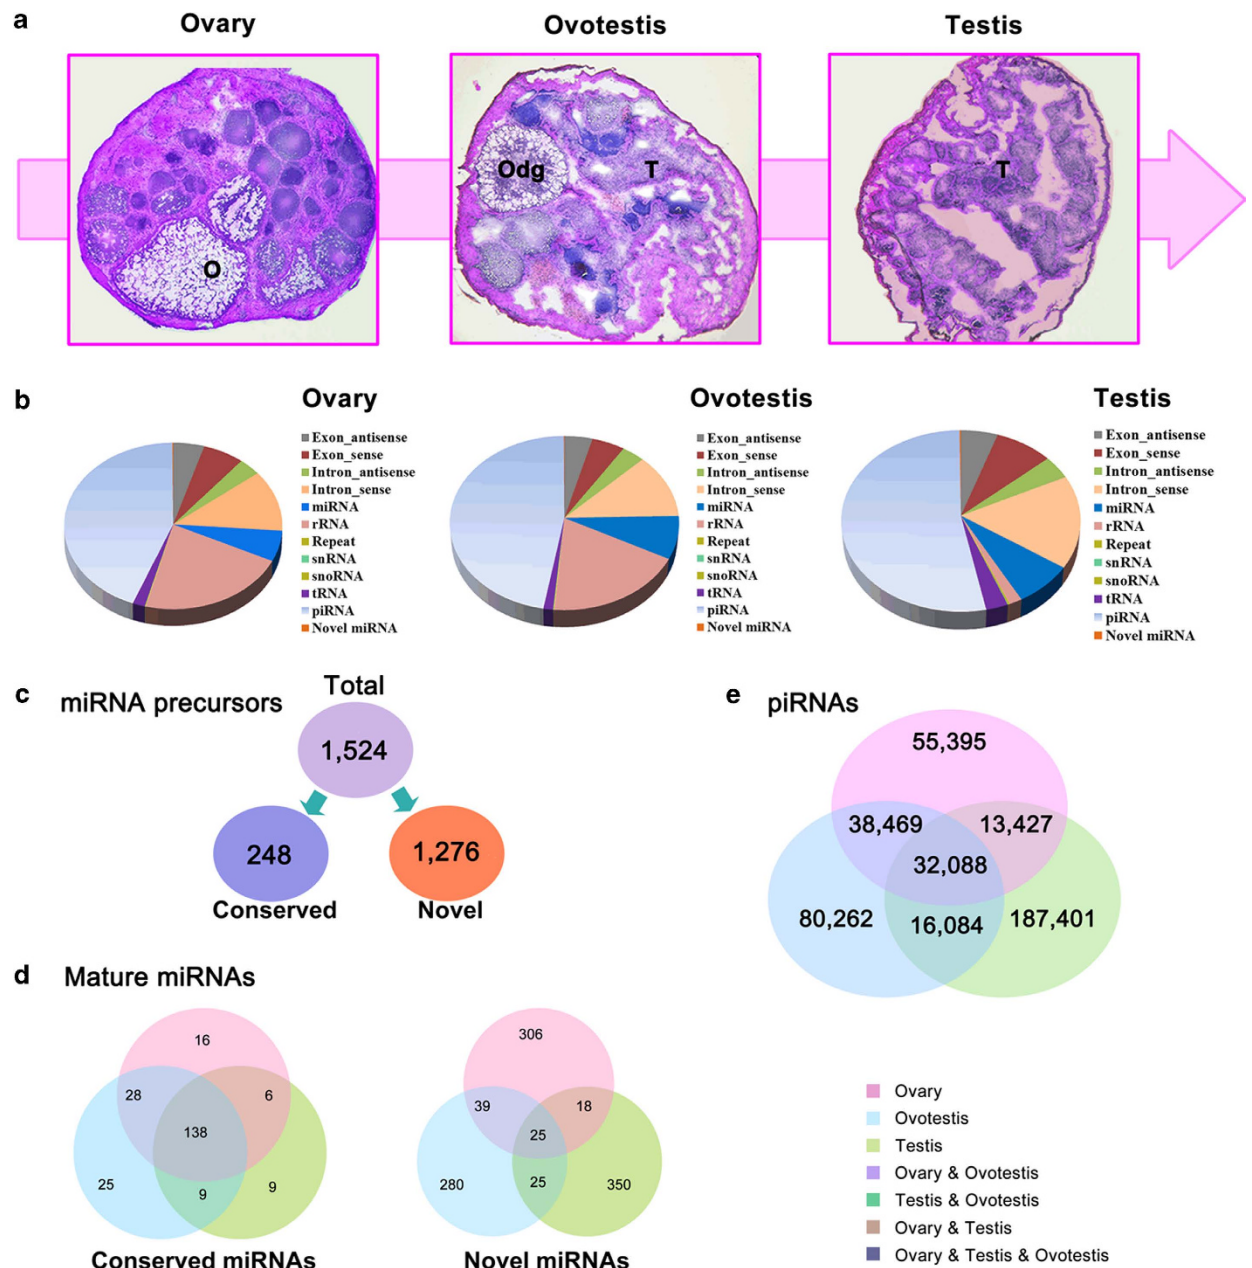 a
Ovary
Ovotestis
Testis
O
Odg
T
T
b
Ovary
Exon_antisense
Exon_sense
Intron_antisense
Intron_sense
miRNA
rRNA
Repeat
snRNA
snoRNA
tRNA
piRNA
Novel miRNA
Ovotestis
Exon_antisense
Exon_sense
Intron_antisense
Intron_sense
miRNA
rRNA
Repeat
snRNA
snoRNA
tRNA
piRNA
Novel miRNA
Testis
Exon_antisense
Exon_sense
Intron_antisense
Intron_sense
miRNA
rRNA
Repeat
snRNA
snoRNA
tRNA
piRNA
Novel miRNA
c
miRNA precursors
Total
1,524
248
1,276
Conserved
Novel
d
Mature miRNAs
16
28
6
138
25
9
9
Conserved miRNAs
306
39
18
25
280
25
350
Novel miRNAs
e
piRNAs
55,395
38,469
13,427
32,088
80,262
16,084
187,401
Ovary
Ovotestis
Testis
Ovary & Ovotestis
Testis & Ovotestis
Ovary & Testis
Ovary & Testis & Ovotestis